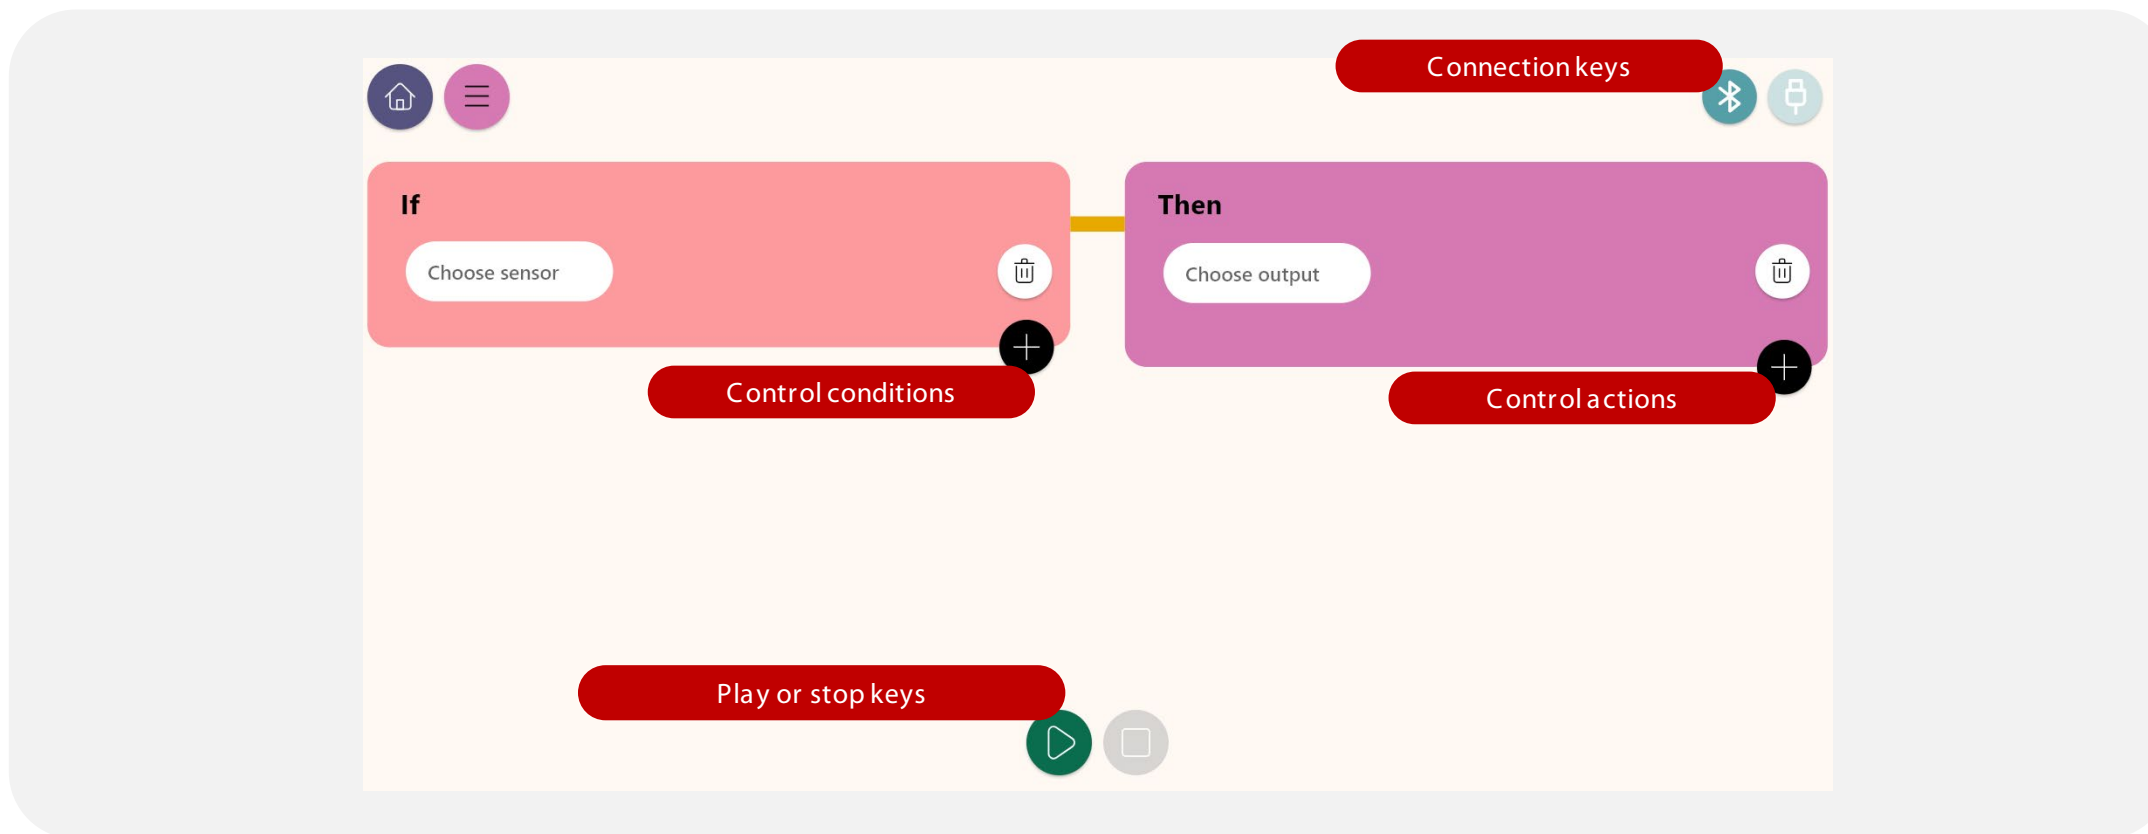 Connection keys
If
Choose sensor
Then
Choose output
Control conditions
Control actions
Play or stop keys